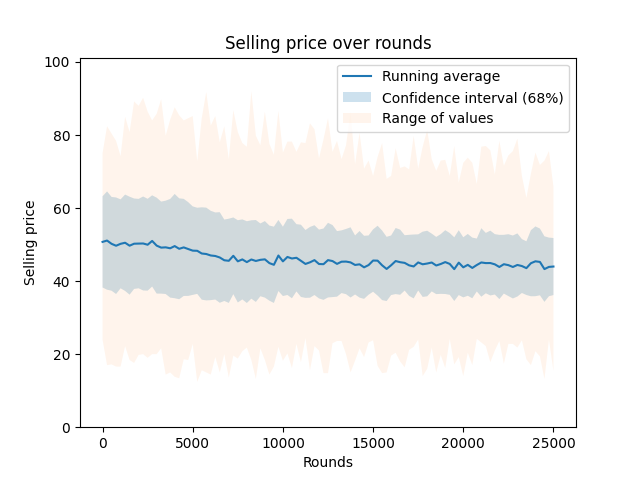 Selling price over rounds
Running average
Confidence interval (68%)
Range of values
100
80
60
40
20
0
Selling price
0 5000 10000 15000 20000 25000
Rounds